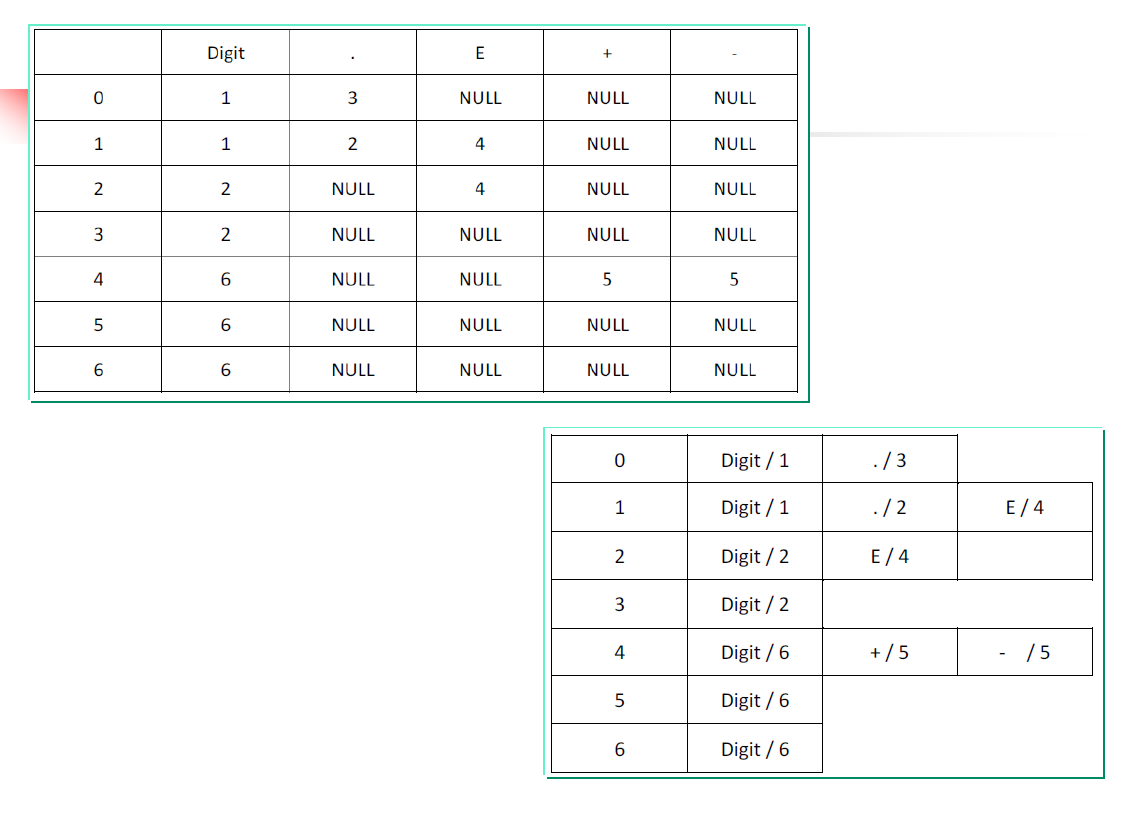 Digit . E + -
0 1 3 NULL NULL NULL
1 1 2 4 NULL NULL
2 2 NULL 4 NULL NULL
3 2 NULL NULL NULL NULL
4 6 NULL NULL 5 5
5 6 NULL NULL NULL NULL
6 6 NULL NULL NULL NULL
0 Digit / 1 . / 3
1 Digit / 1 . / 2 E / 4
2 Digit / 2 E / 4
3 Digit / 2
4 Digit / 6 + / 5 - / 5
5 Digit / 6
6 Digit / 6